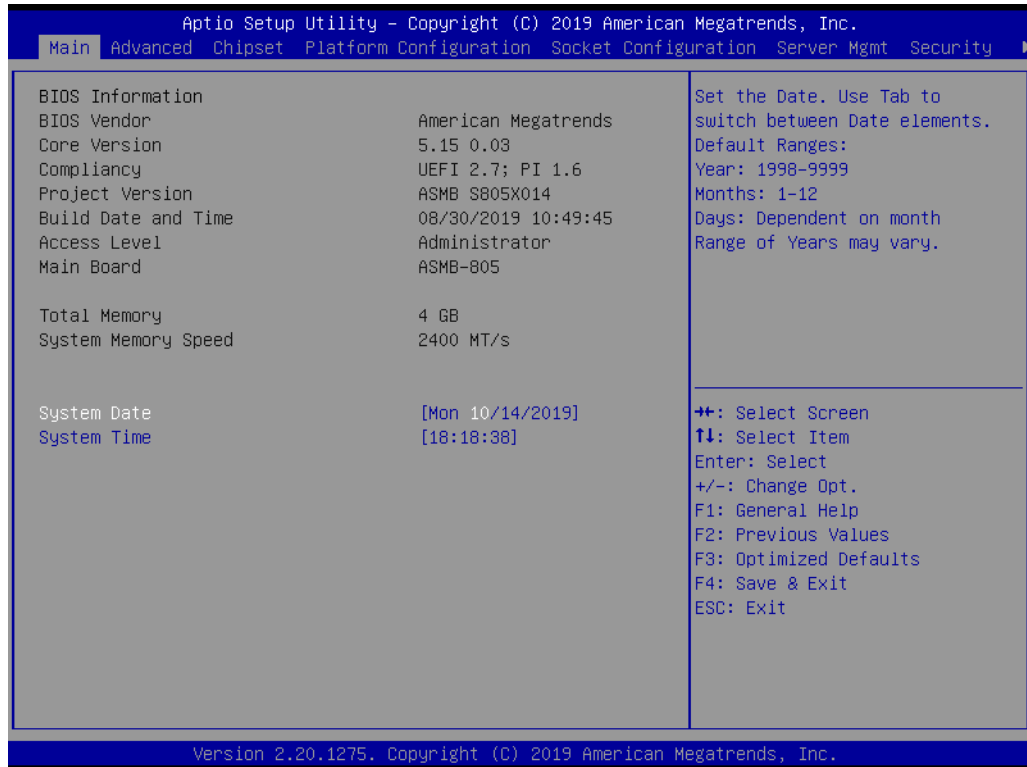 Aptio Setup Utility – Copyright (C) 2019 American Megatrends, Inc.
Main Advanced Chipset Platform Configuration Socket Configuration Server Mgmt Security ►
BIOS Information
BIOS Vendor American Megatrends
Core Version 5.15 0.03
Compliancy UEFI 2.7; PI 1.6
Project Version ASMB S805X014
Build Date and Time 08/30/2019 10:49:45
Access Level Administrator
Main Board ASMB-805
Total Memory 4 GB
System Memory Speed 2400 MT/s
System Date [Mon 10/14/2019]
System Time [18:18:38]
Set the Date. Use Tab to
switch between Date elements.
Default Ranges:
Year: 1998-9999
Months: 1-12
Days: Dependent on month
Range of Years may vary.
→←: Select Screen
↑↓: Select Item
Enter: Select
+/-: Change Opt.
F1: General Help
F2: Previous Values
F3: Optimized Defaults
F4: Save & Exit
ESC: Exit
Version 2.20.1275. Copyright (C) 2019 American Megatrends, Inc.